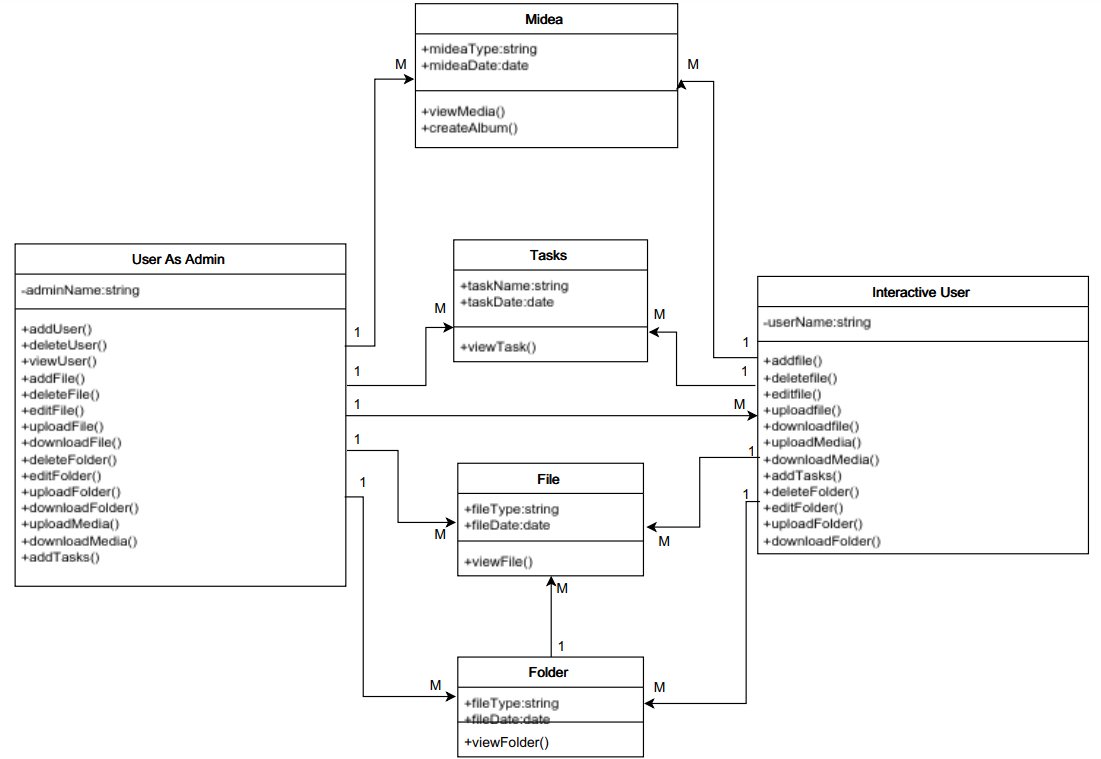 Midea
+mideaType:string
+mideaDate:date
+viewMedia()
+createAlbum()
M
M
User As Admin
-adminName:string
+addUser()
+deleteUser()
+viewUser()
+addFile()
+deleteFile()
+editFile()
+uploadFile()
+downloadFile()
+deleteFolder()
+editFolder()
+uploadFolder()
+downloadFolder()
+uploadMedia()
+downloadMedia()
+addTasks()
1
1
1
1
1
Tasks
+taskName:string
+taskDate:date
+viewTask()
M
M
Interactive User
-userName:string
+addfile()
+deletefile()
+editfile()
+uploadfile()
+downloadfile()
+uploadMedia()
+downloadMedia()
+addTasks()
+deleteFolder()
+editFolder()
+uploadFolder()
+downloadFolder()
1
1
M
1
1
File
+fileType:string
+fileDate:date
+viewFile()
M
M
M
1
Folder
+fileType:string
+fileDate:date
+viewFolder()
M
M